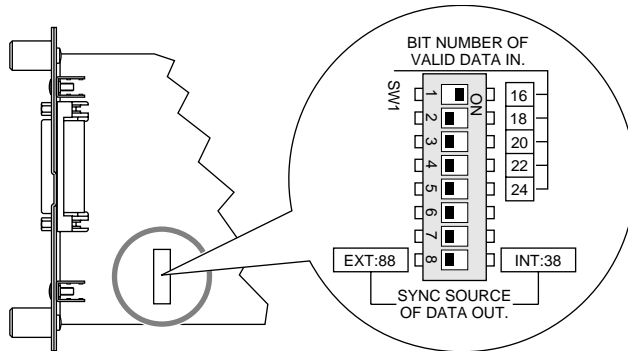 BIT NUMBER OF
VALID DATA IN.
SW1
ON
1
2
3
4
5
6
7
8
16
18
20
22
24
EXT:88
INT:38
SYNC SOURCE
OF DATA OUT.